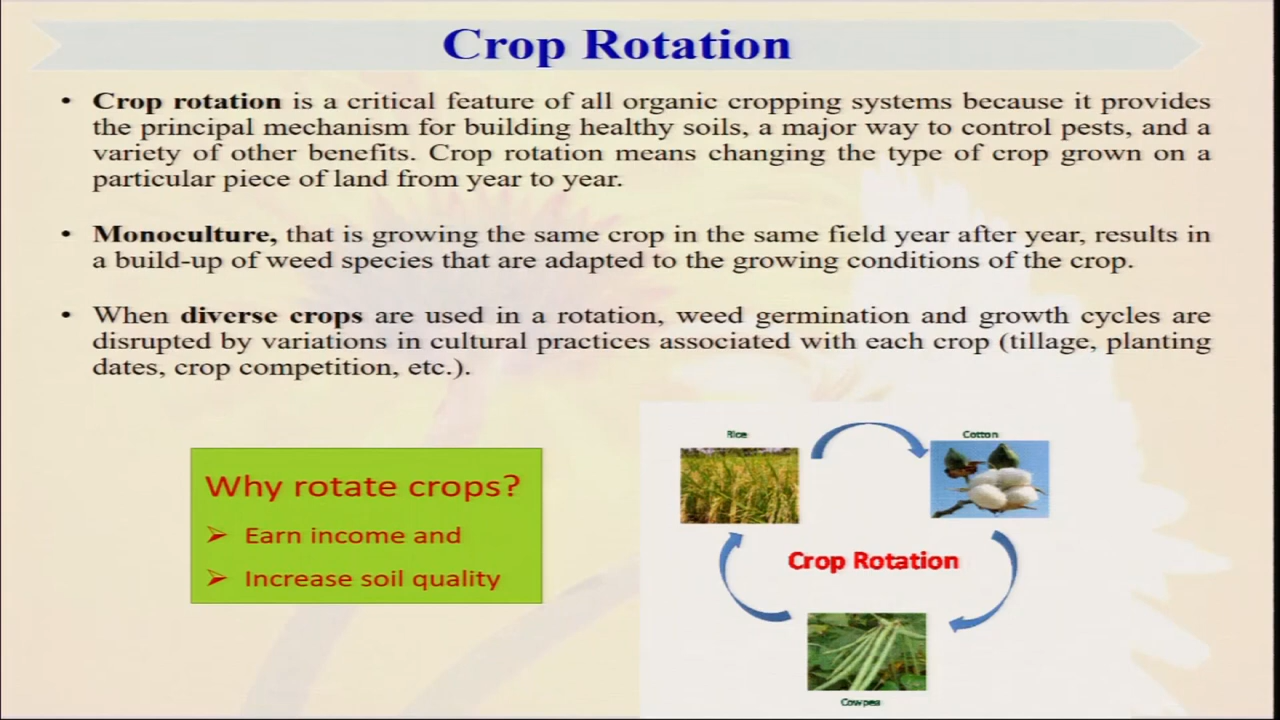 Crop Rotation
• Crop rotation is a critical feature of all organic cropping systems because it provides
the principal mechanism for building healthy soils, a major way to control pests, and a
variety of other benefits. Crop rotation means changing the type of crop grown on a
particular piece of land from year to year.
• Monoculture, that is growing the same crop in the same field year after year, results in
a build-up of weed species that are adapted to the growing conditions of the crop.
• When diverse crops are used in a rotation, weed germination and growth cycles are
disrupted by variations in cultural practices associated with each crop (tillage, planting
dates, crop competition, etc.).
Why rotate crops?
➢ Earn income and
➢ Increase soil quality
Rice
Cotton
Crop Rotation
Cowpea